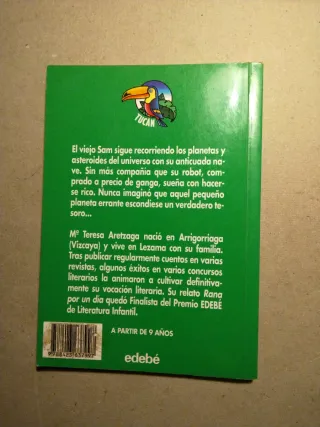 TUCÁN
El viejo Sam sigue recorriendo los planetas y
asteroides del universo con su anticuada na-
ve. Sin más compañía que su robot, com-
prado a precio de ganga, sueña con hacer-
se rico. Nunca imaginó que aquel pequeño
planeta errante escondiese un verdadero te-
soro...
Mª Teresa Aretzaga nació en Arrigorriaga
(Vizcaya) y vive en Lezama con su familia.
Tras publicar regularmente cuentos en varias
revistas, algunos éxitos en varios concursos
literarios la animaron a cultivar definitiva-
mente su vocación literaria. Su relato Rana
por un día quedó Finalista del Premio EDEBÉ
de Literatura Infantil.
A PARTIR DE 9 AÑOS
edebé